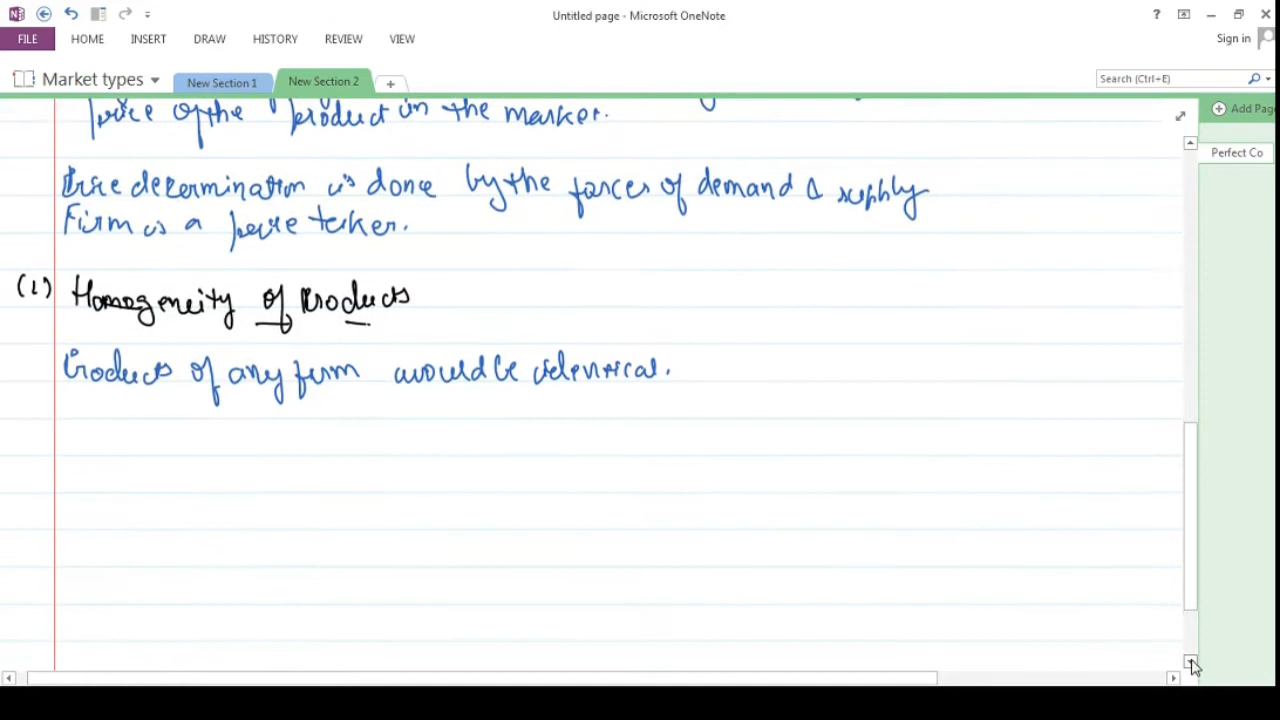 Untitled page - Microsoft OneNote
?
FILE HOME INSERT DRAW HISTORY REVIEW VIEW
Sign in
Market types New Section 1 New Section 2 +
Search (Ctrl+E)
Add Pag
Perfect Co
price of the product in the market.
Price determination is done by the forces of demand & supply
Firm is a price taker.
(2) Homogeneity of Products
Products of any firm would be identical.